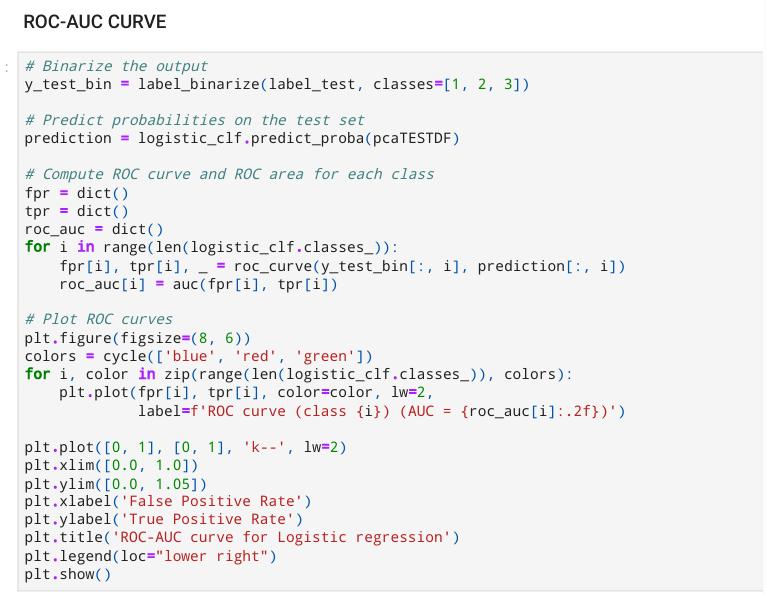 ROC-AUC CURVE
:
# Binarize the output
y_test_bin = label_binarize(label_test, classes=[1, 2, 3])

# Predict probabilities on the test set
prediction = logistic_clf.predict_proba(pcaTESTDF)

# Compute ROC curve and ROC area for each class
fpr = dict()
tpr = dict()
roc_auc = dict()
for i in range(len(logistic_clf.classes_)):
    fpr[i], tpr[i], _ = roc_curve(y_test_bin[:, i], prediction[:, i])
    roc_auc[i] = auc(fpr[i], tpr[i])

# Plot ROC curves
plt.figure(figsize=(8, 6))
colors = cycle(['blue', 'red', 'green'])
for i, color in zip(range(len(logistic_clf.classes_)), colors):
    plt.plot(fpr[i], tpr[i], color=color, lw=2,
             label=f'ROC curve (class {i}) (AUC = {roc_auc[i]:.2f})')

plt.plot([0, 1], [0, 1], 'k--', lw=2)
plt.xlim([0.0, 1.0])
plt.ylim([0.0, 1.05])
plt.xlabel('False Positive Rate')
plt.ylabel('True Positive Rate')
plt.title('ROC-AUC curve for Logistic regression')
plt.legend(loc="lower right")
plt.show()